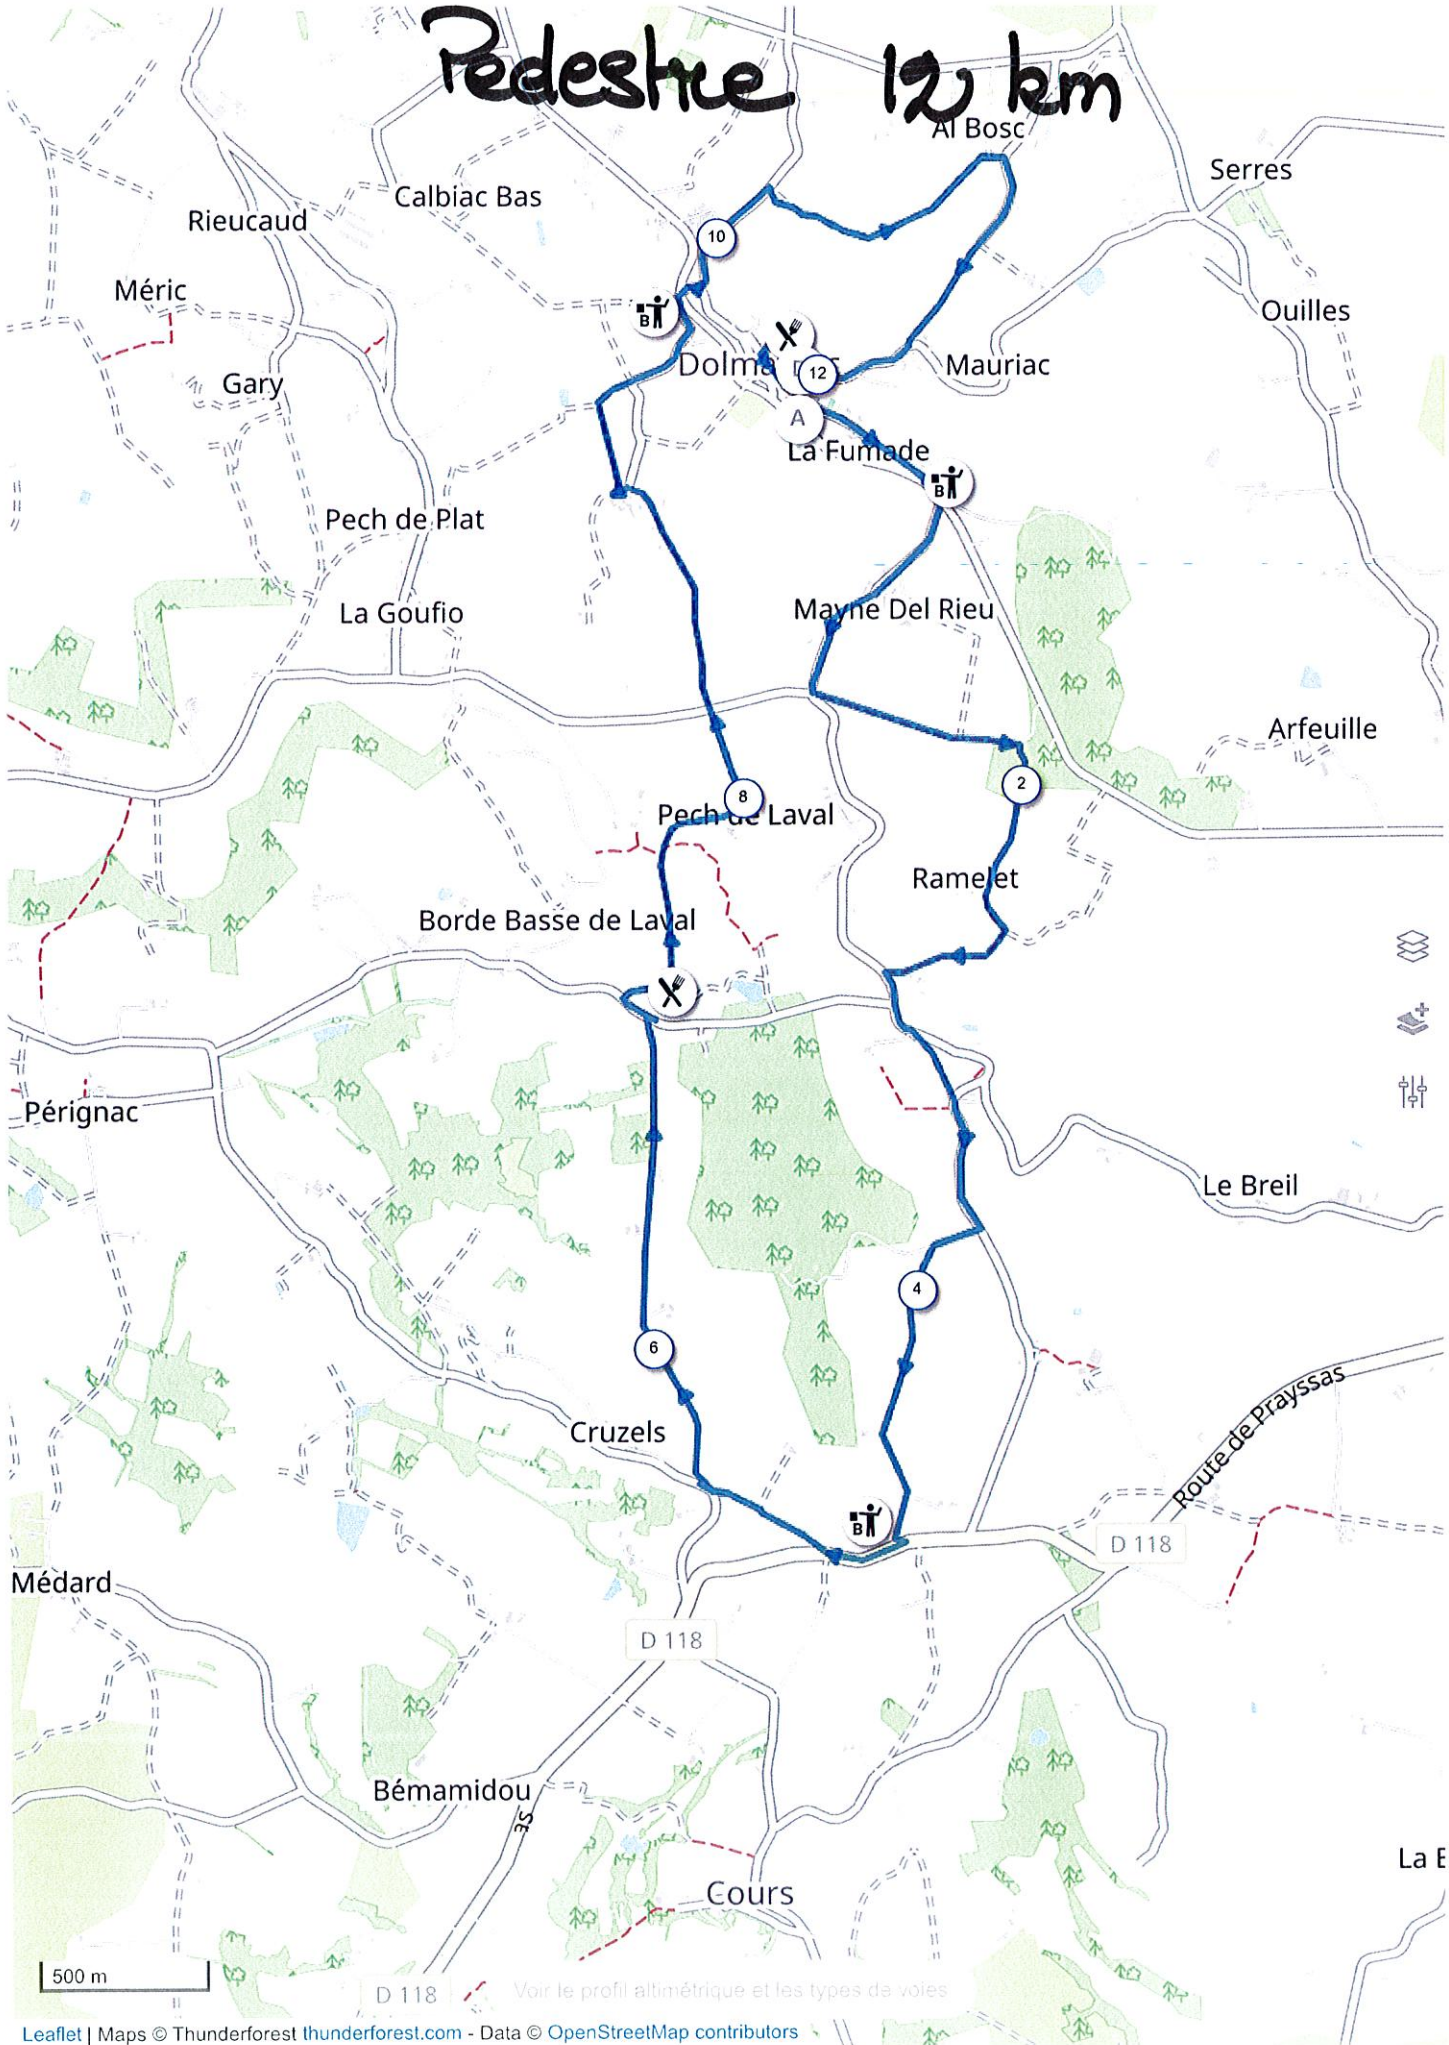 Pedestre 12 km
Al Bosc
Serres
Calbiac Bas
Rieucaud
10
Méric
Ouilles
B
Dolma
12
Mauriac
Gary
A
La Fumade
B
Pech de Plat
La Goufio
Mayne Del Rieu
Arfeuille
2
8
Pech de Laval
Ramelet
Borde Basse de Laval
Pérignac
Le Breil
4
6
Route de Prayssas
Cruzels
B
D 118
Médard
D 118
Bémamidou
La E
Cours
500 m
D 118
Voir le profil altimétrique et les types de voies
Leaflet | Maps © Thunderforest thunderforest.com - Data © OpenStreetMap contributors